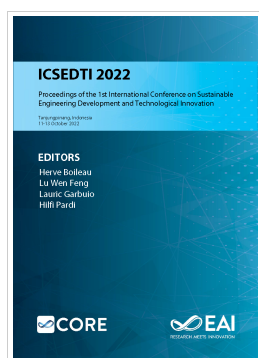 ICSEDTI 2022
Proceedings of the 1st International Conference on Sustainable
Engineering Development and Technological Innovation
Tanjungpinang, Indonesia
11-13 October 2022
EDITORS
Herve Boileau
Lu Wen Feng
Lauric Garbuio
Hilfi Pardi
CORE
EAI
RESEARCH MEETS INNOVATION